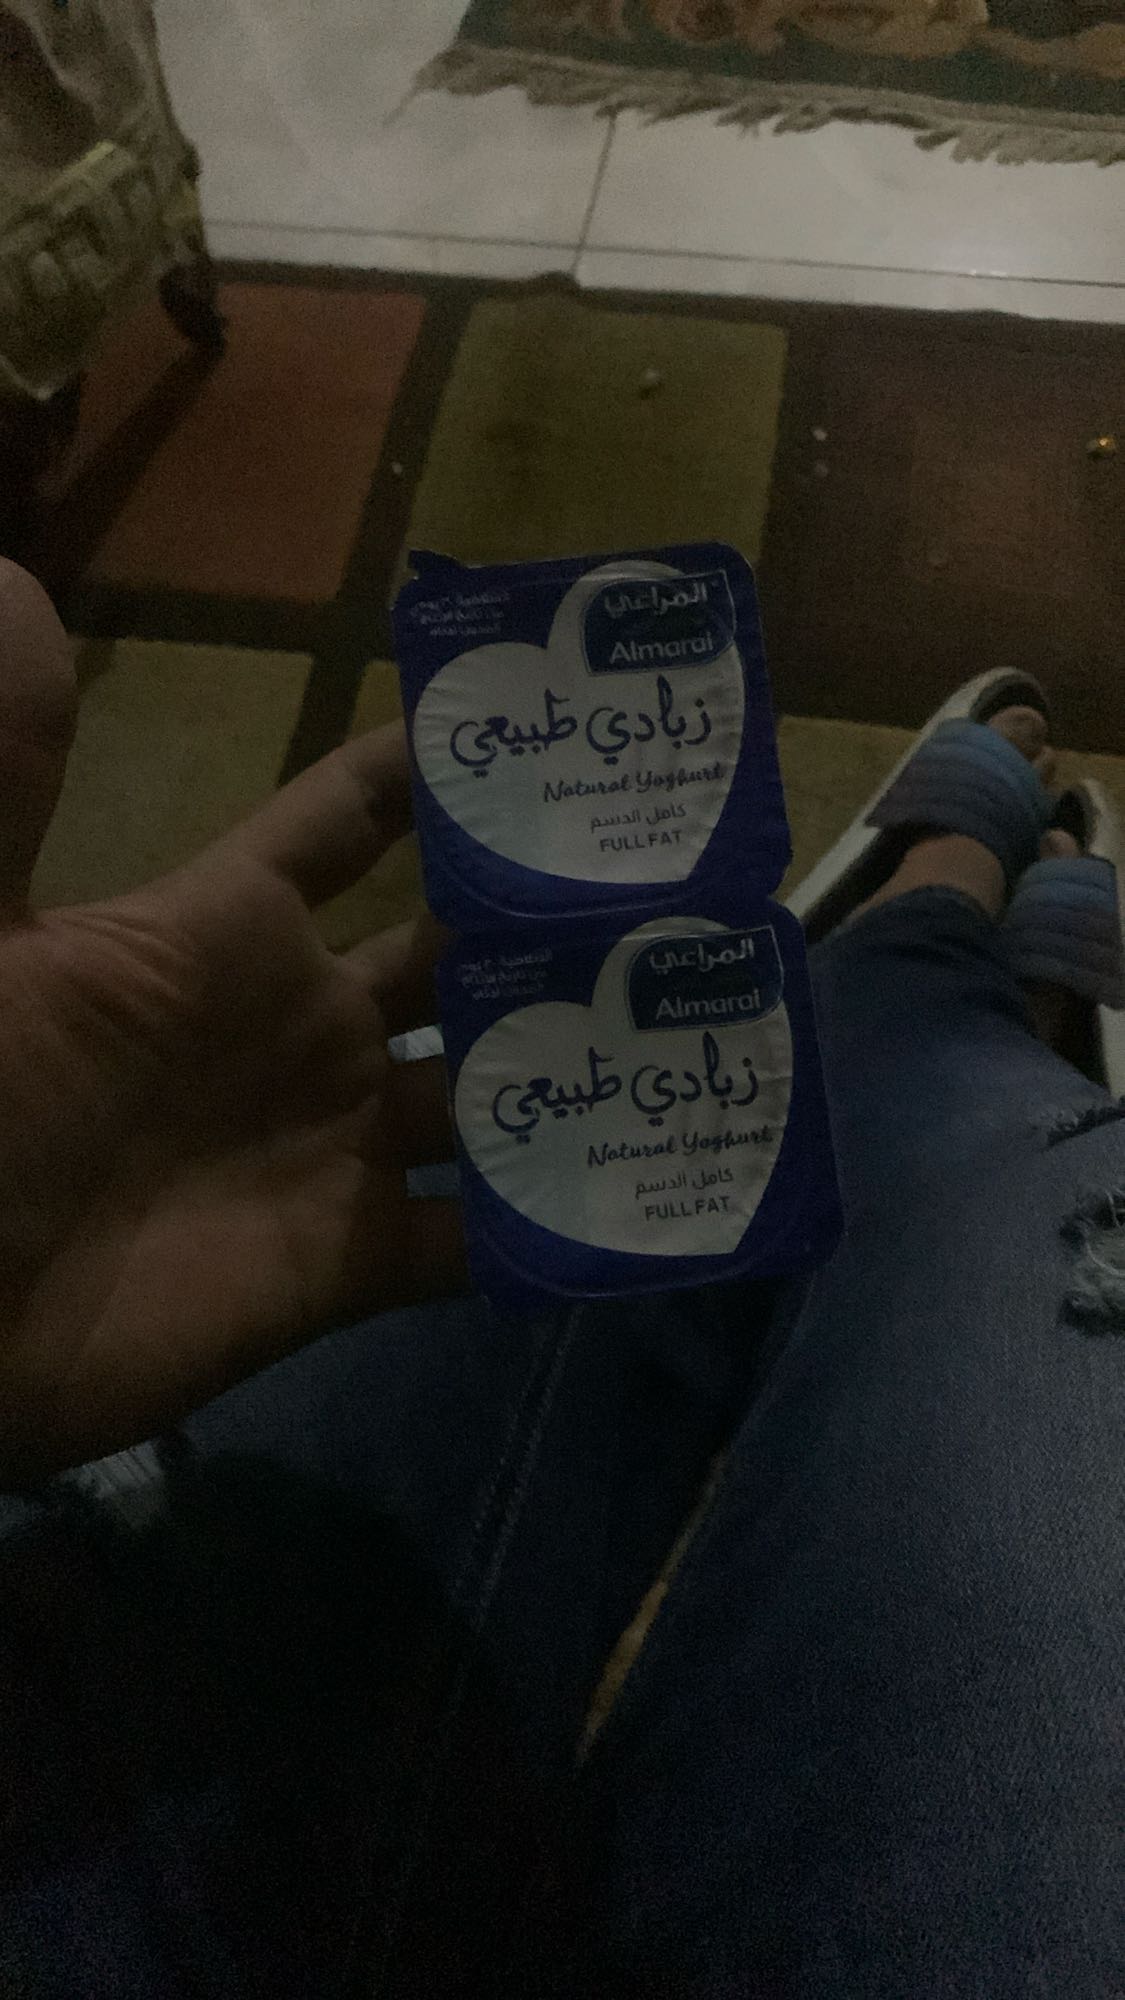 المراعي
Almarai
زبادي طبيعي
Natural Yoghurt
كامل الدسم
FULL FAT
المراعي
Almarai
زبادي طبيعي
Natural Yoghurt
كامل الدسم
FULL FAT